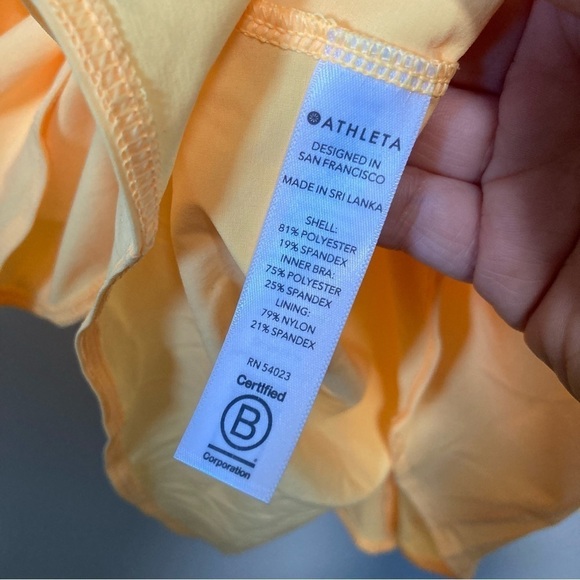 ATHLETA
DESIGNED IN
SAN FRANCISCO
MADE IN SRI LANKA
SHELL:
81% POLYESTER
19% SPANDEX
INNER BRA:
75% POLYESTER
25% SPANDEX
LINING:
79% NYLON
21% SPANDEX
RN 54023
Certified
B
Corporation